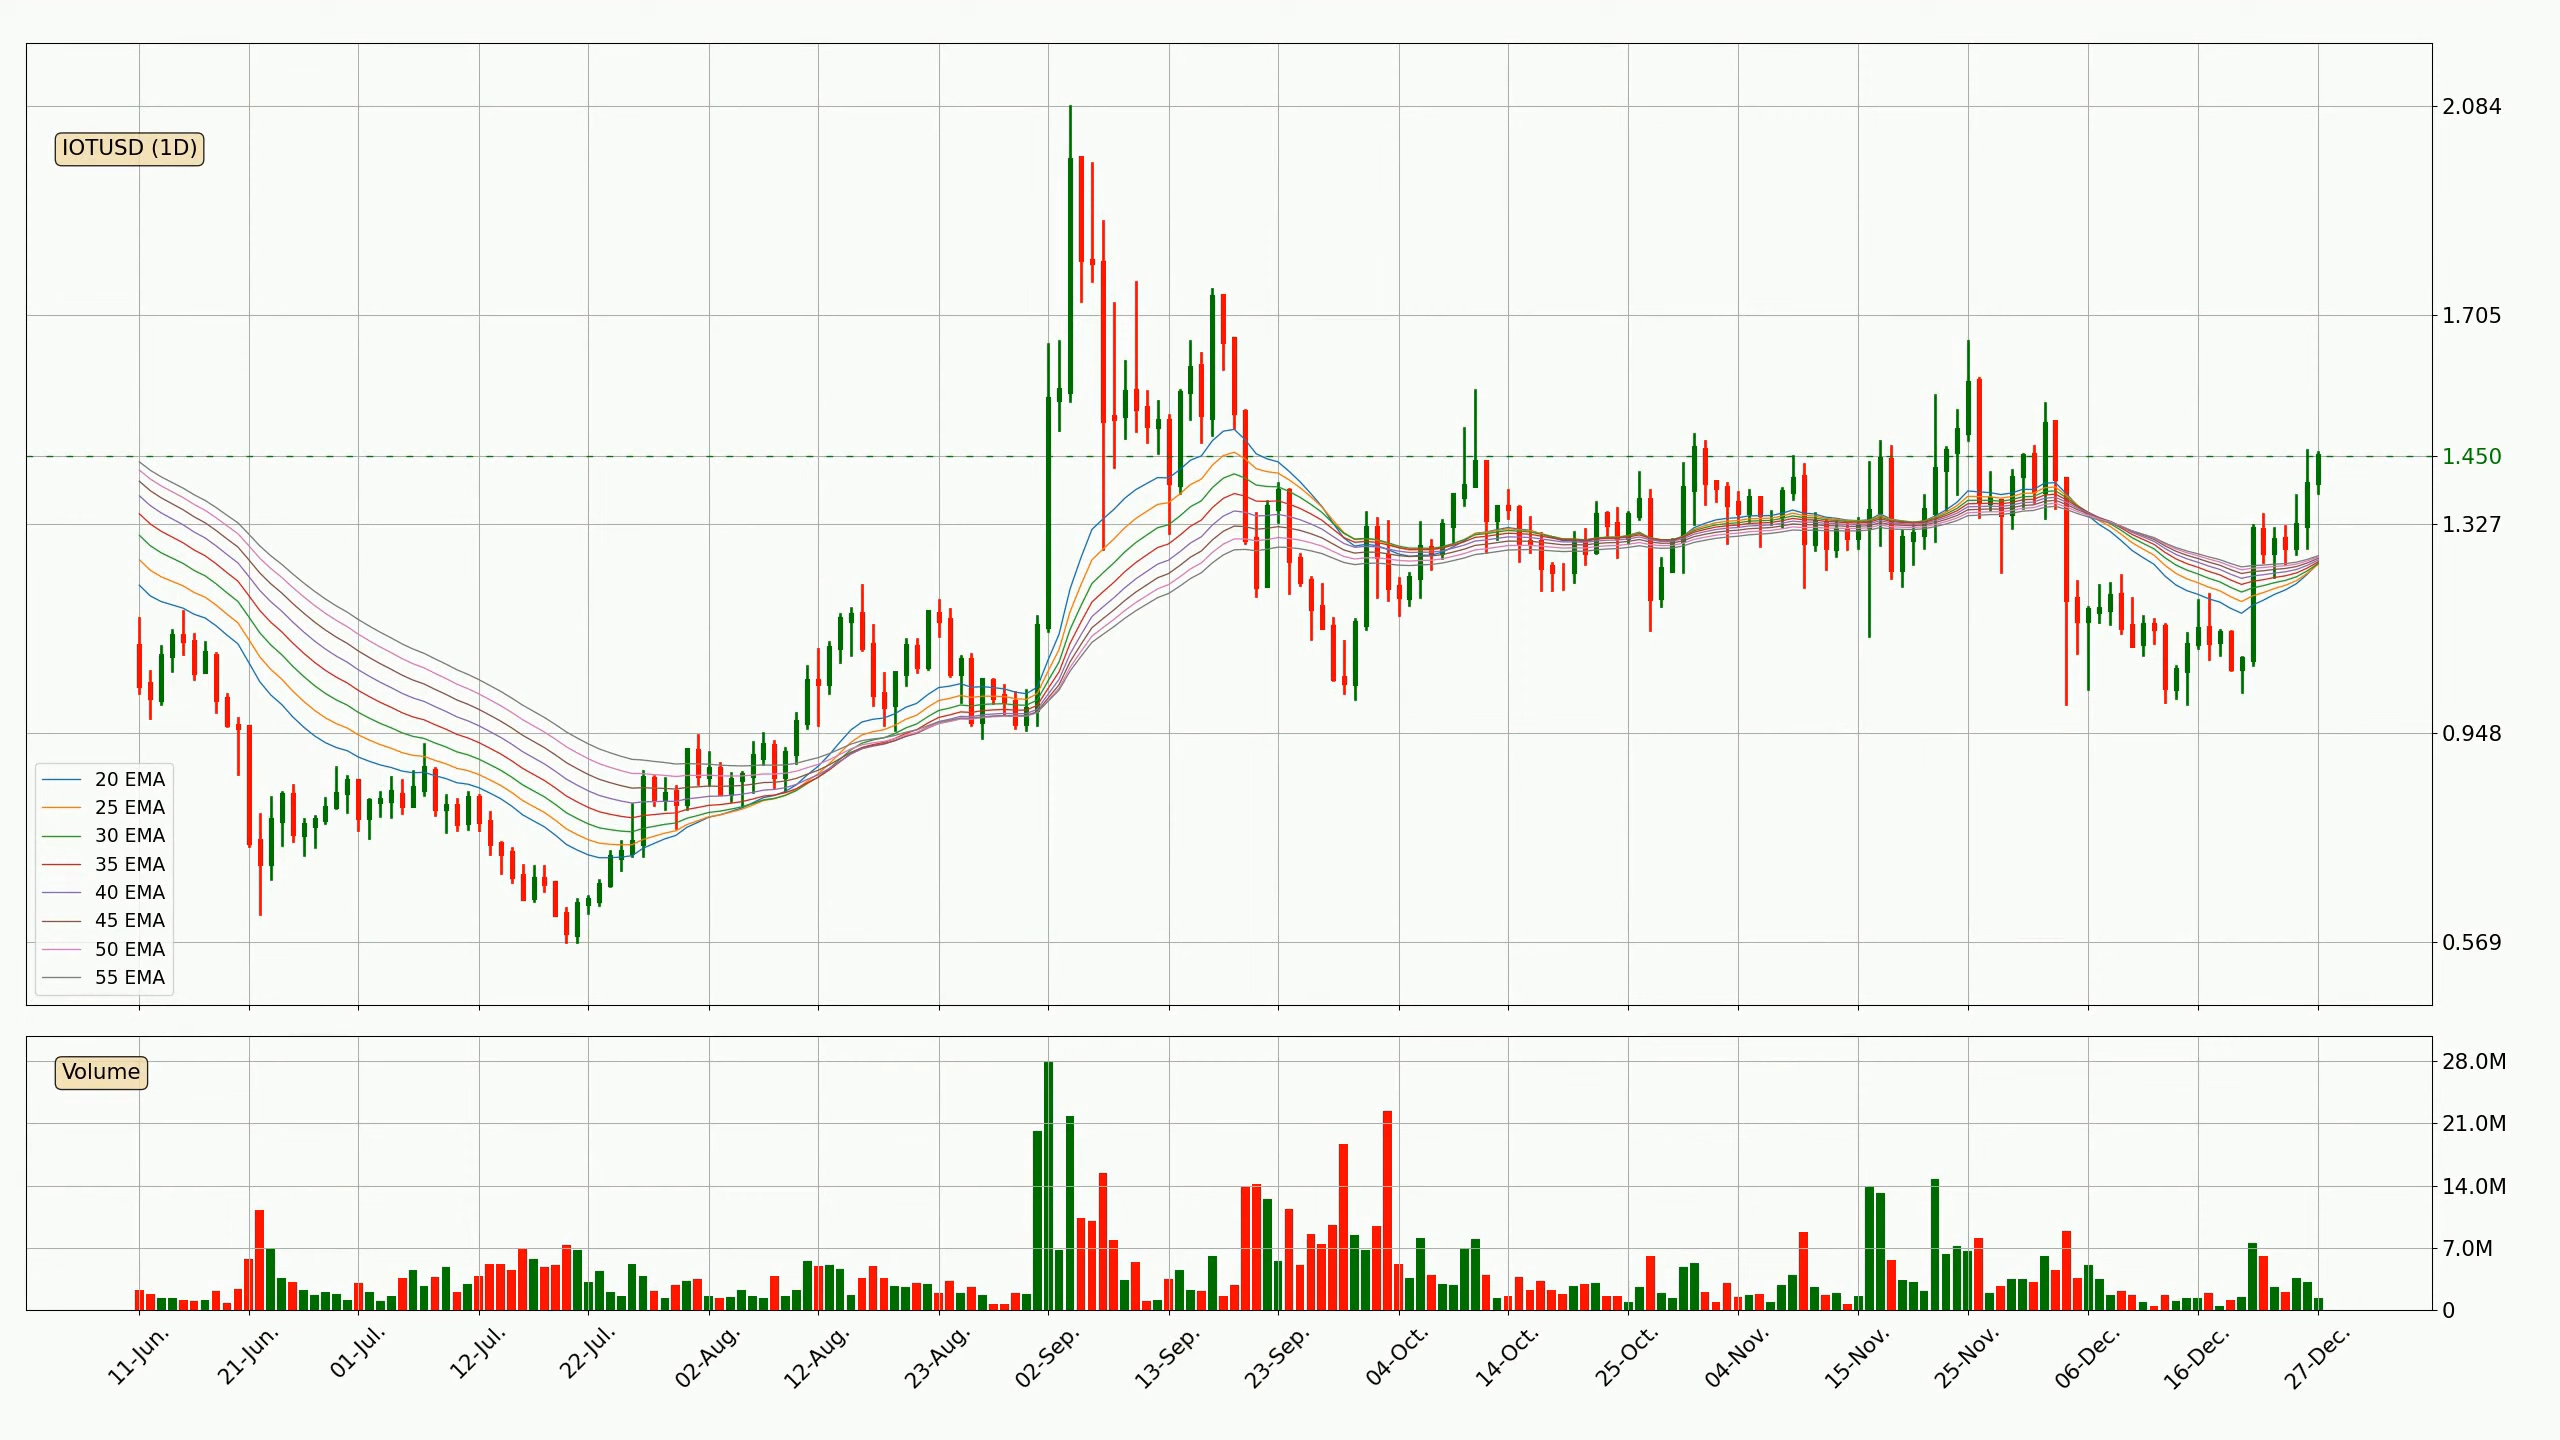 IOTUSD (1D)
2.084
1.705
1.450
1.327
0.948
0.569
20 EMA
25 EMA
30 EMA
35 EMA
40 EMA
45 EMA
50 EMA
55 EMA
Volume
28.0M
21.0M
14.0M
7.0M
0
11-Jun.
21-Jun.
01-Jul.
12-Jul.
22-Jul.
02-Aug.
12-Aug.
23-Aug.
02-Sep.
13-Sep.
23-Sep.
04-Oct.
14-Oct.
25-Oct.
04-Nov.
15-Nov.
25-Nov.
06-Dec.
16-Dec.
27-Dec.